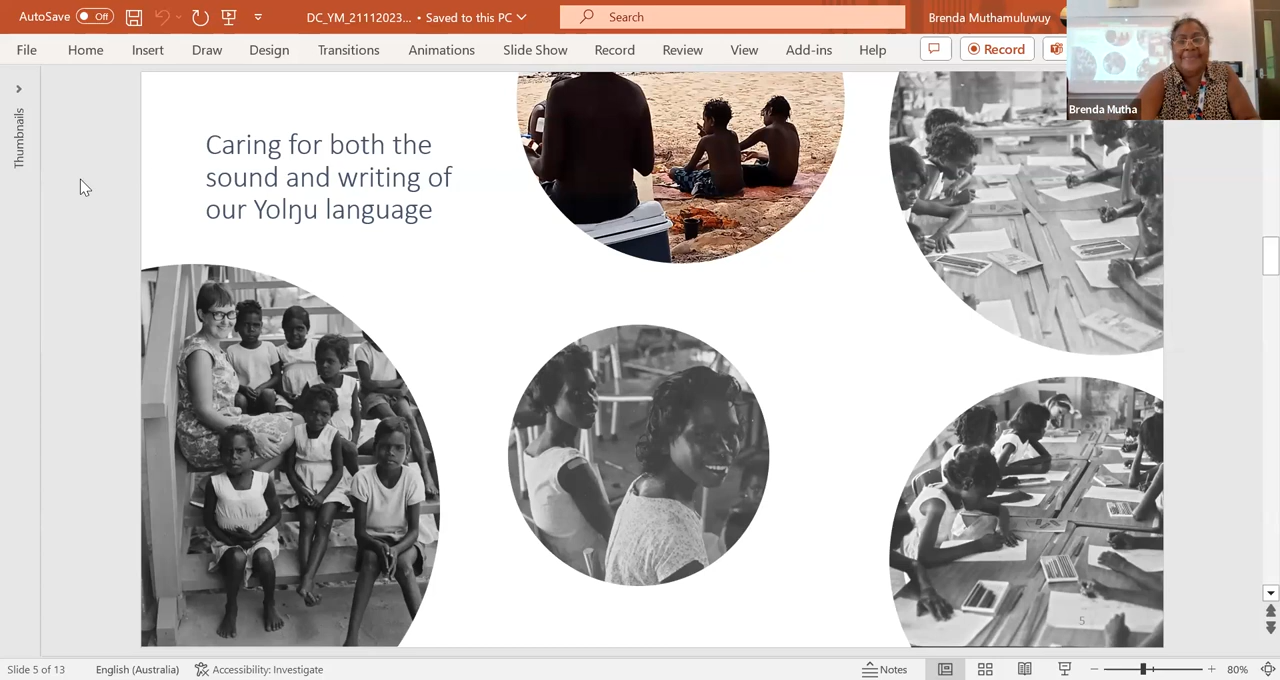 AutoSave Off DC_YM_21112023... • Saved to this PC Search Brenda Muthamuluwuy
File Home Insert Draw Design Transitions Animations Slide Show Record Review View Add-ins Help Record
Brenda Mutha
Thumbnails
Caring for both the
sound and writing of
our Yolŋu language
5
Slide 5 of 13 English (Australia) Accessibility: Investigate Notes 80%